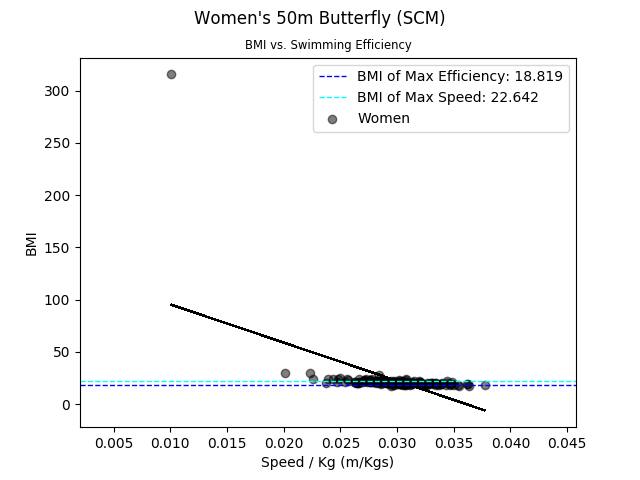 Women's 50m Butterfly (SCM)
BMI vs. Swimming Efficiency
BMI of Max Efficiency: 18.819
BMI of Max Speed: 22.642
Women
300
250
200
150
100
50
0
BMI
0.005 0.010 0.015 0.020 0.025 0.030 0.035 0.040 0.045
Speed / Kg (m/Kgs)